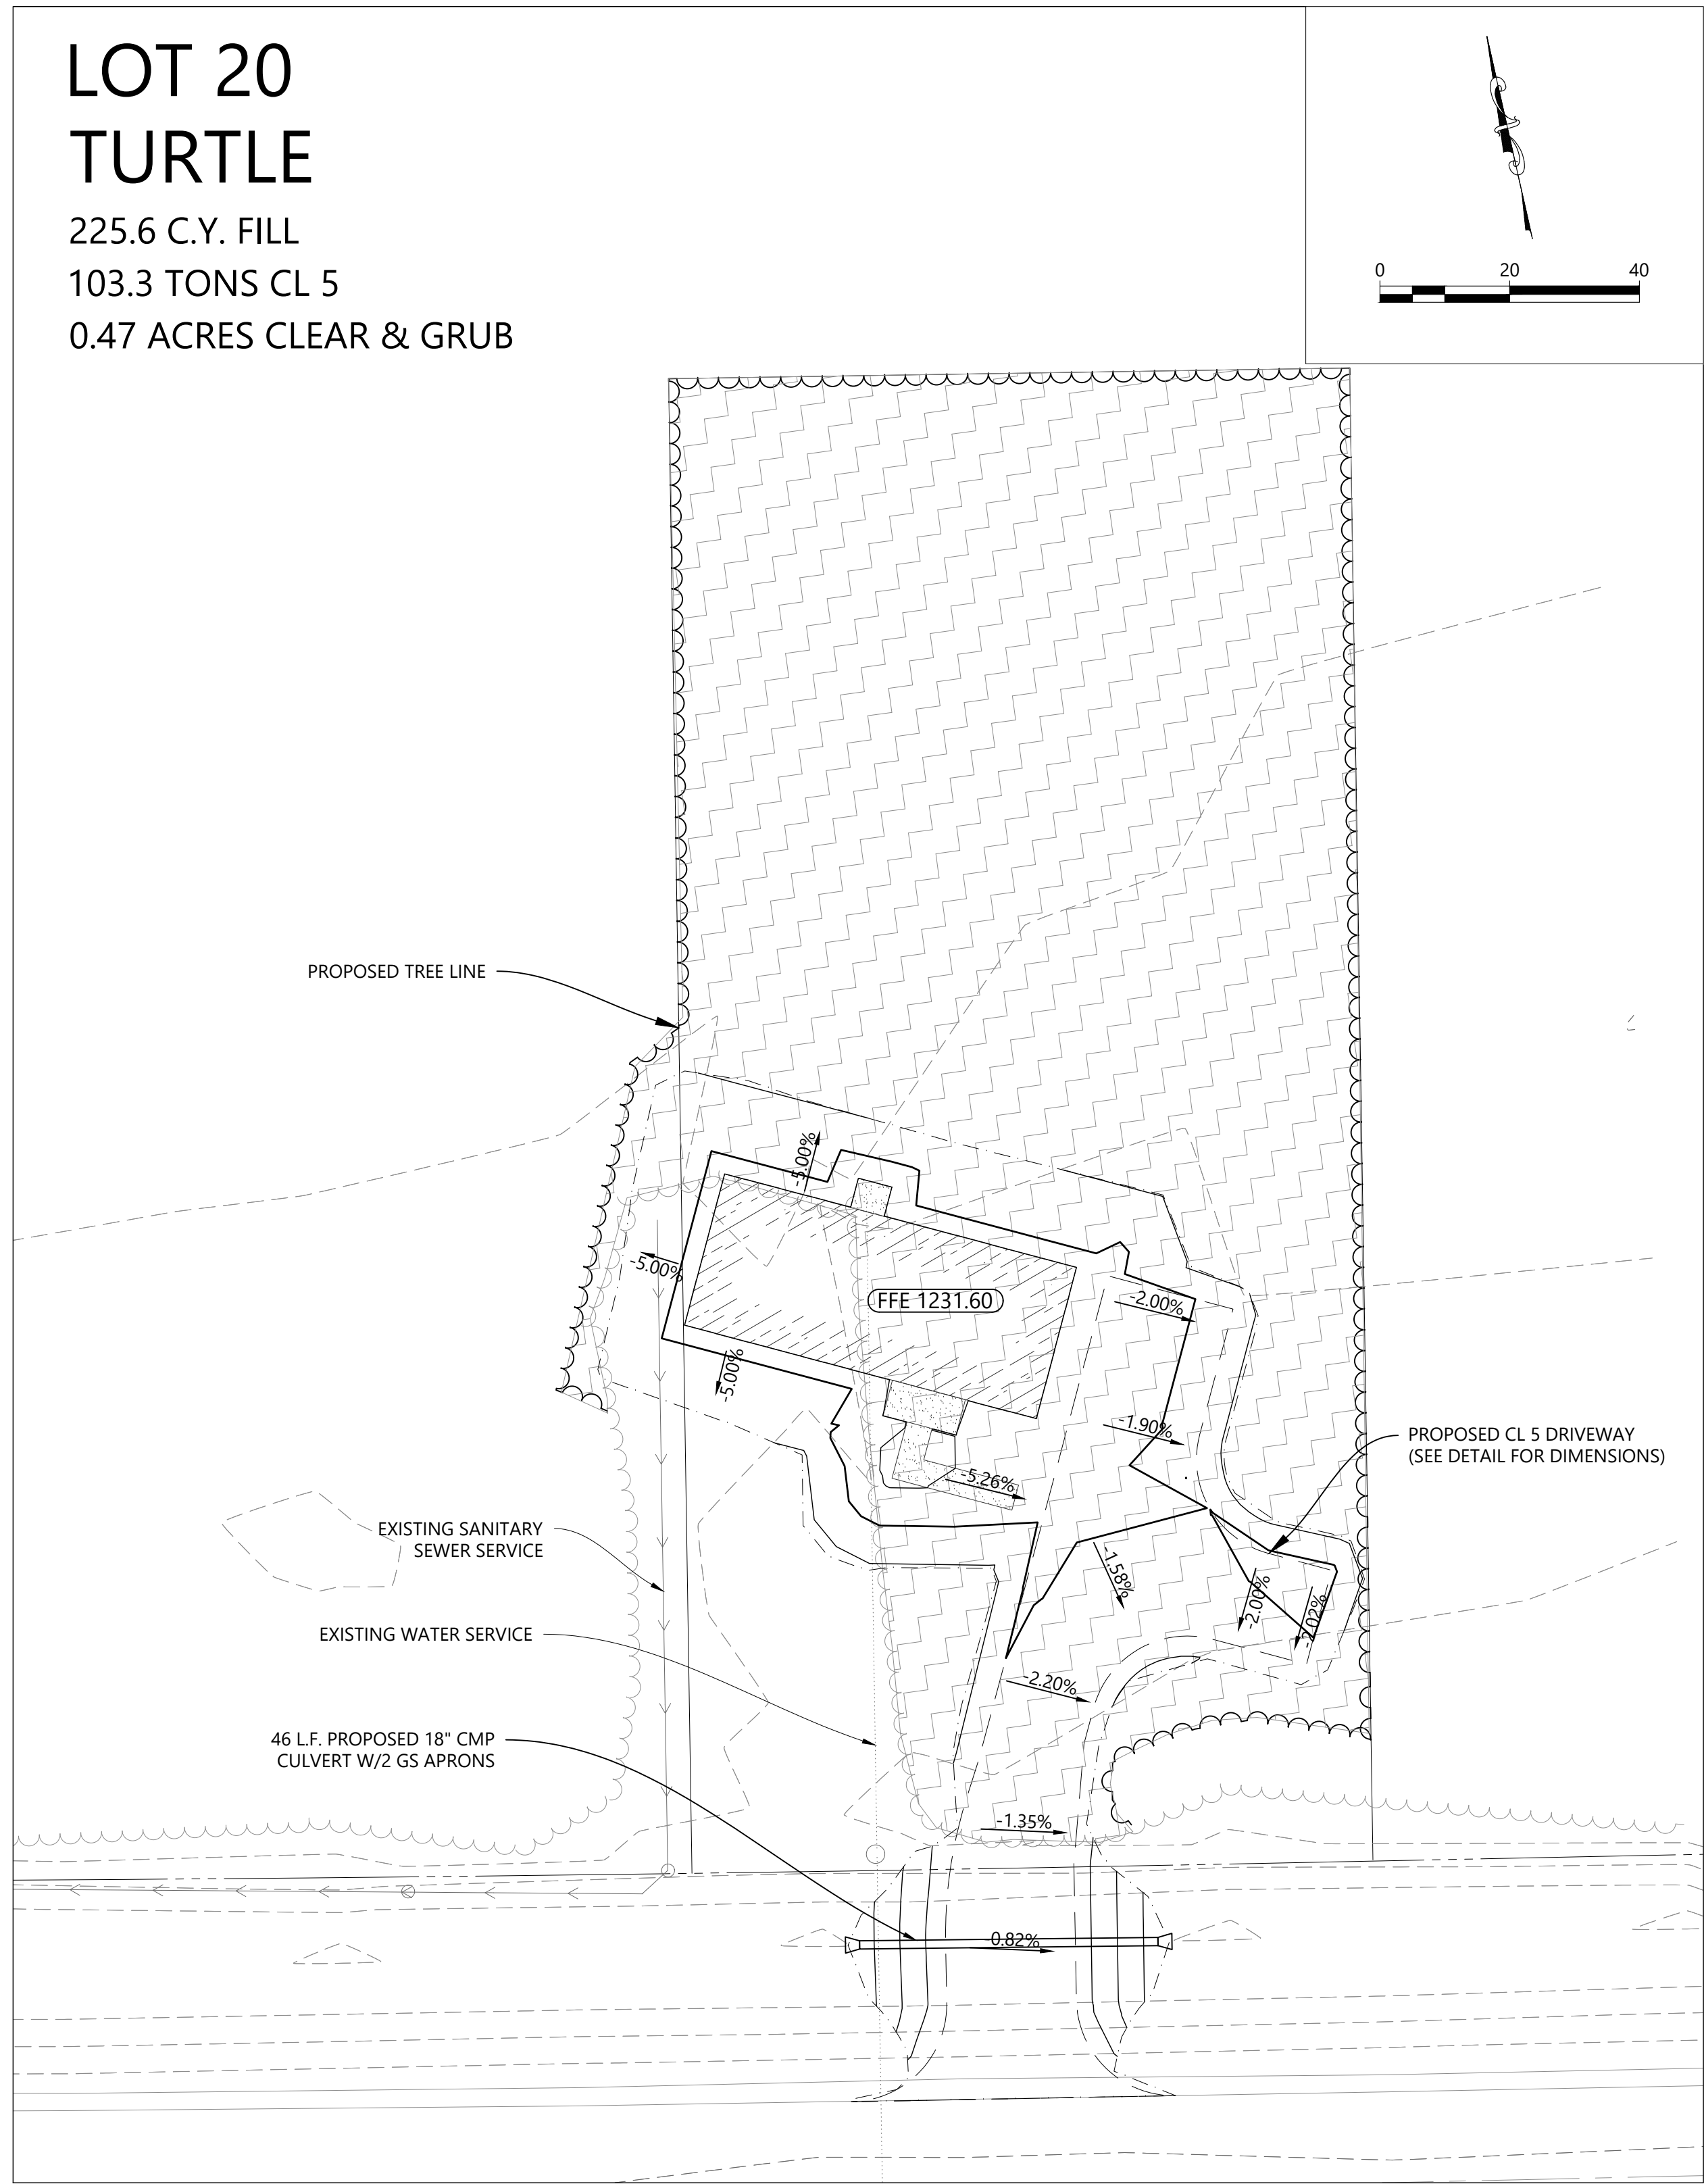 LOT 20
TURTLE
225.6 C.Y. FILL
103.3 TONS CL 5
0.47 ACRES CLEAR & GRUB
0 20 40
PROPOSED TREE LINE
-5.00%
-5.00%
FFE 1231.60
-2.00%
-5.00%
-1.90%
PROPOSED CL 5 DRIVEWAY
(SEE DETAIL FOR DIMENSIONS)
-5.26%
EXISTING SANITARY
SEWER SERVICE
-1.58%
-2.00%
-2.02%
EXISTING WATER SERVICE
-2.20%
46 L.F. PROPOSED 18" CMP
CULVERT W/2 GS APRONS
-1.35%
-0.82%